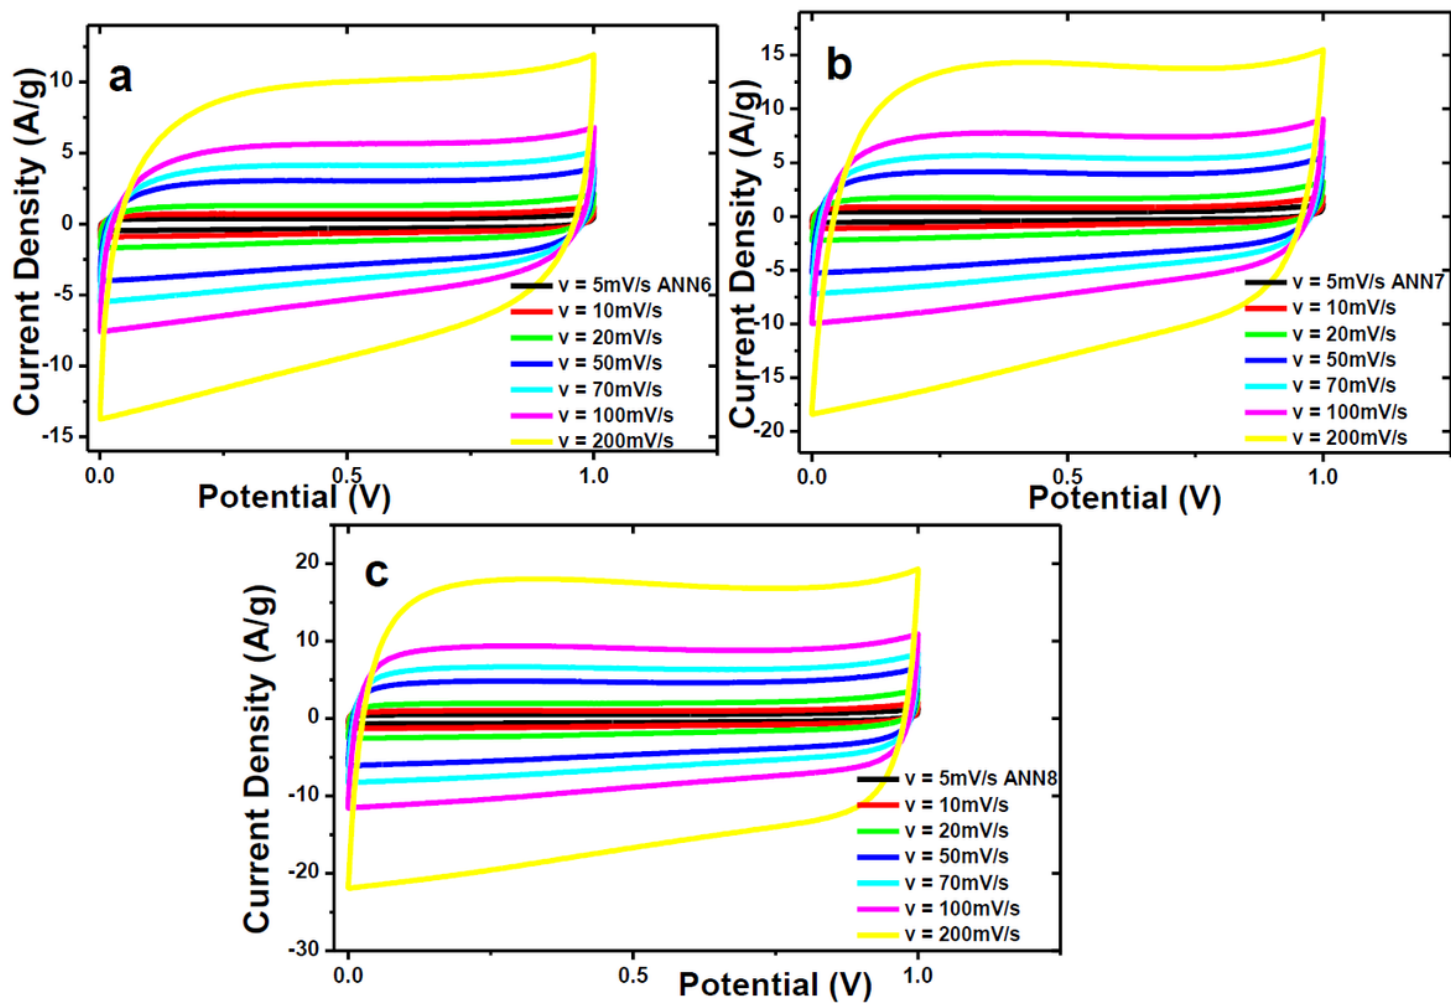 a
Current Density (A/g)
10
5
0
-5
-10
-15
0.0
0.5
1.0
Potential (V)
v = 5mV/s ANN6
v = 10mV/s
v = 20mV/s
v = 50mV/s
v = 70mV/s
v = 100mV/s
v = 200mV/s
b
Current Density (A/g)
15
10
5
0
-5
-10
-15
-20
0.0
0.5
1.0
Potential (V)
v = 5mV/s ANN7
v = 10mV/s
v = 20mV/s
v = 50mV/s
v = 70mV/s
v = 100mV/s
v = 200mV/s
c
Current Density (A/g)
20
10
0
-10
-20
-30
0.0
0.5
1.0
Potential (V)
v = 5mV/s ANN8
v = 10mV/s
v = 20mV/s
v = 50mV/s
v = 70mV/s
v = 100mV/s
v = 200mV/s